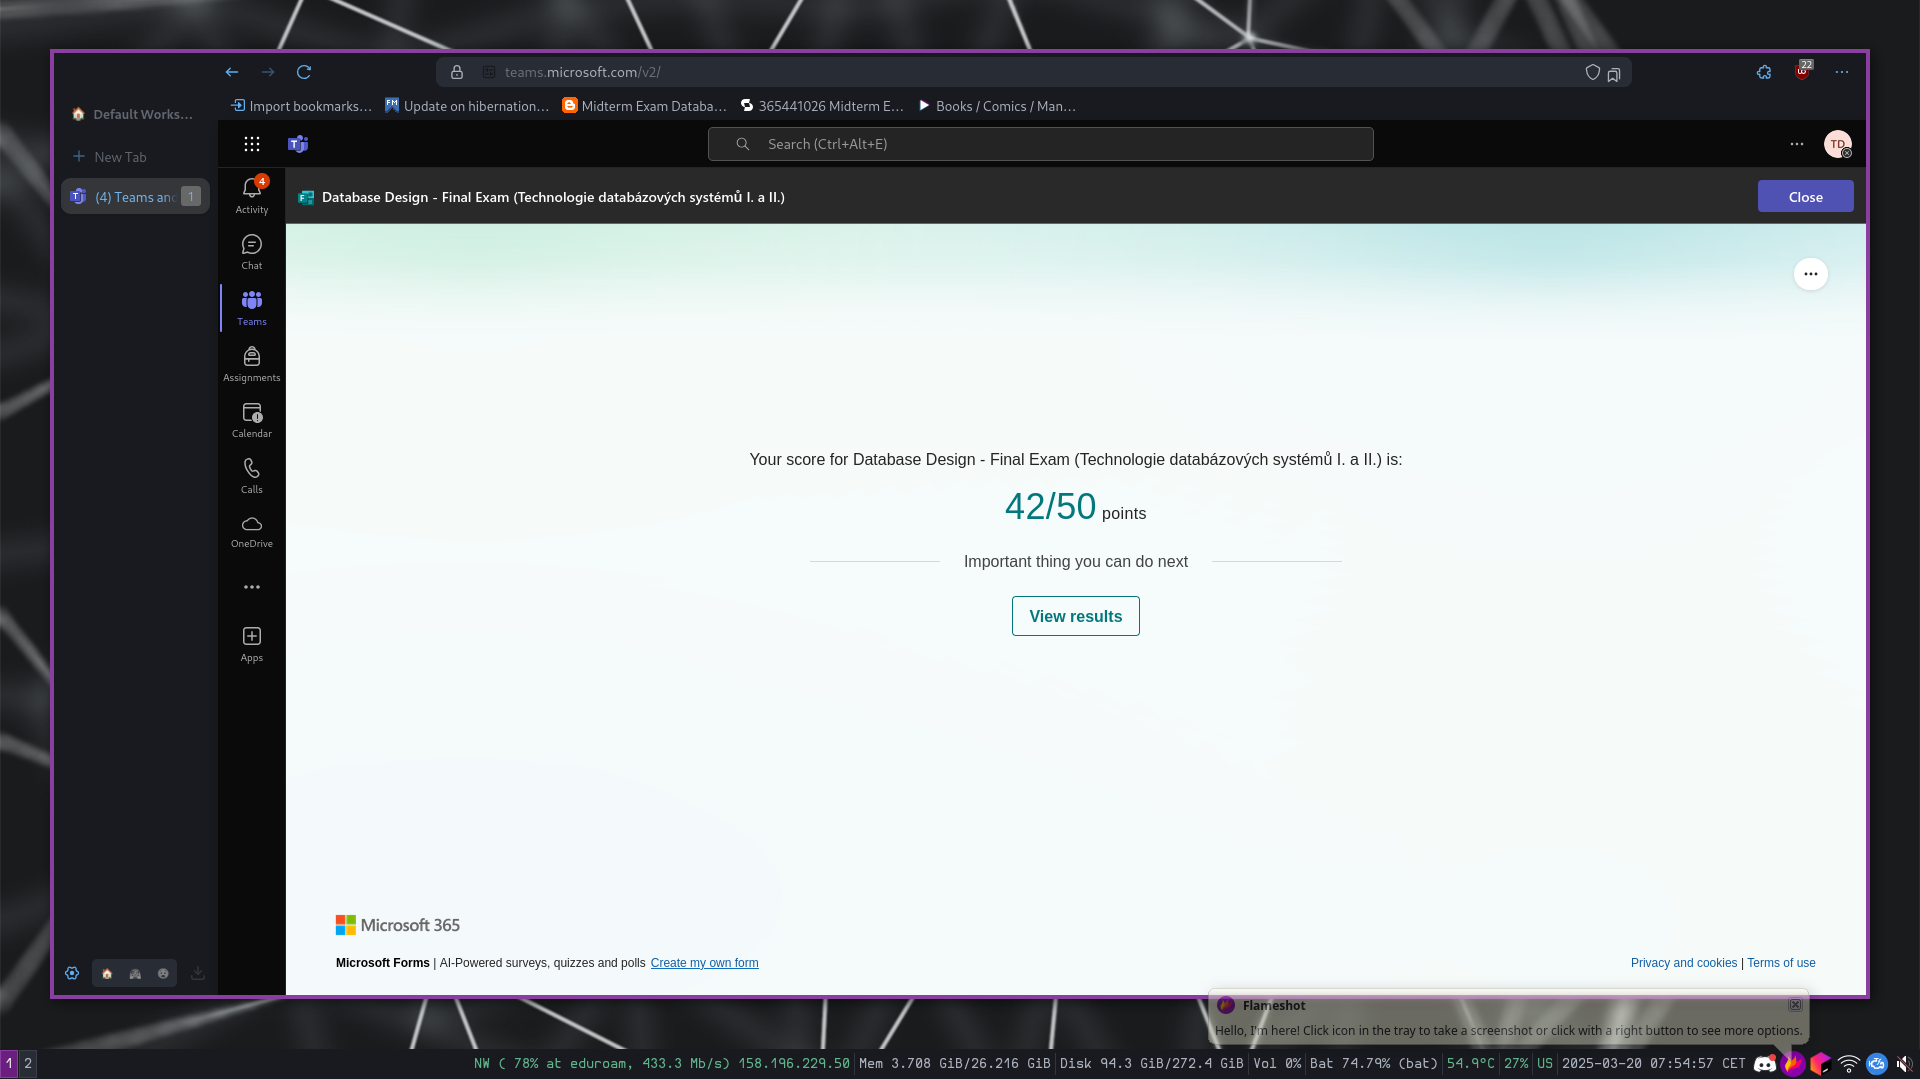 teams.microsoft.com/v2/
22
Default Works...
Import bookmarks...
Update on hibernation...
Midterm Exam Databa...
365441026 Midterm E...
Books / Comics / Man...
New Tab
(4) Teams and
1
Search (Ctrl+Alt+E)
TD
4
Activity
Chat
Teams
Assignments
Calendar
Calls
OneDrive
Apps
Database Design - Final Exam (Technologie databázových systémů I. a II.)
Close
Your score for Database Design - Final Exam (Technologie databázových systémů I. a II.) is:
42/50 points
Important thing you can do next
View results
Microsoft 365
Microsoft Forms | AI-Powered surveys, quizzes and polls Create my own form
Privacy and cookies | Terms of use
Flameshot
Hello, I'm here! Click icon in the tray to take a screenshot or click with a right button to see more options.
1 2
NW ( 78% at eduroam, 433.3 Mb/s) 158.196.229.50 Mem 3.708 GiB/26.216 GiB Disk 94.3 GiB/272.4 GiB Vol 0% Bat 74.79% (bat) 54.9°C 27% US 2025-03-20 07:54:57 CET